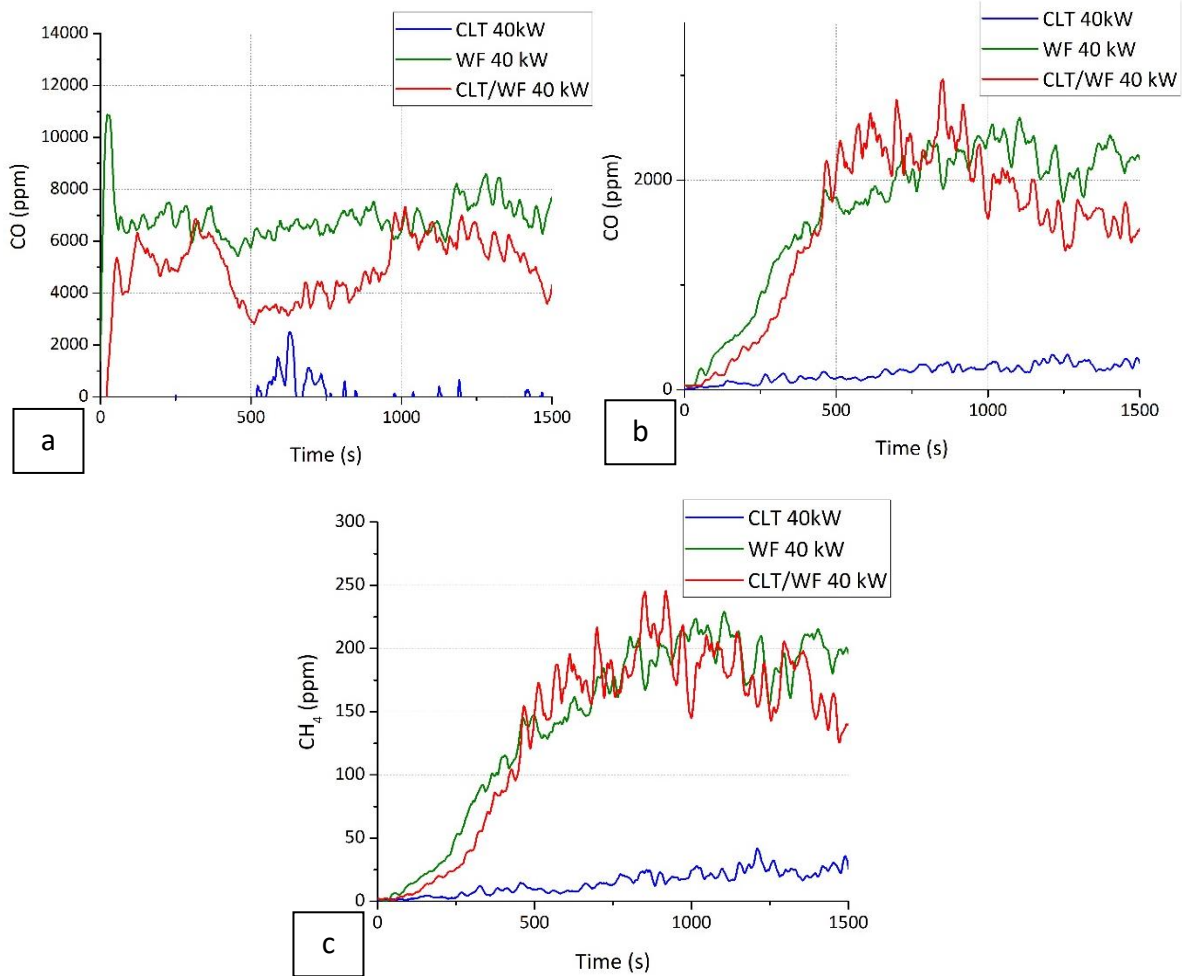 14000
12000
10000
8000
6000
4000
2000
0
CO (ppm)
CLT 40kW
WF 40 kW
CLT/WF 40 kW
0
500
1000
1500
Time (s)
a
2000
0
CO (ppm)
CLT 40kW
WF 40 kW
CLT/WF 40 kW
0
500
1000
1500
Time (s)
b
300
250
200
150
100
50
0
CH₄ (ppm)
CLT 40kW
WF 40 kW
CLT/WF 40 kW
0
500
1000
1500
Time (s)
c